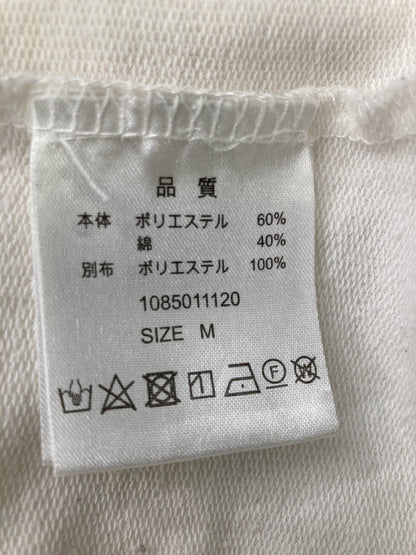 品質
本体 ポリエステル 60%
綿 40%
別布 ポリエステル 100%
1085011120
SIZE M
F W